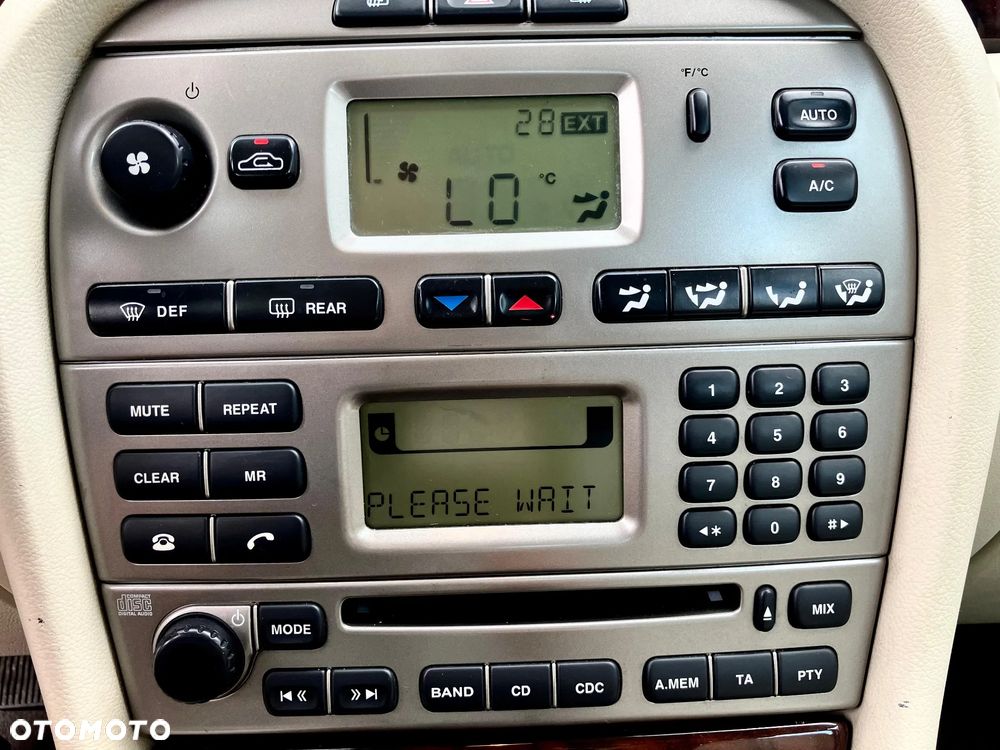 °F/°C
28 EXT
AUTO
LO °C
A/C
DEF
REAR
MUTE REPEAT
1 2 3
CLEAR MR
4 5 6
7 8 9
PLEASE WAIT
* 0 #
COMPACT
disc
DIGITAL AUDIO
MODE
MIX
BAND CD CDC
A.MEM TA PTY
OTOMOTO